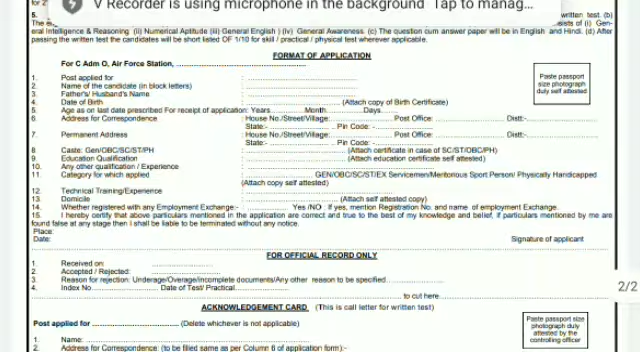 for 2
V Recorder is using microphone in the background Tap to manag...
5. written test. (b)
The sists of (i) Gen-
eral Intelligence & Reasoning (ii) Numerical Aptitude (iii) General English ) (iv) General Awareness. (c) The question cum answer paper will be in English and Hindi. (d) After
passing the written test the candidates will be short listed OF 1/10 for skill / practical / physical test wherever applicable.
FORMAT OF APPLICATION
For C Adm O, Air Force Station, ..........................................
Paste passport
size photograph
duly self attested
1. Post applied for : ..........................................
2. Name of the candidate (in block letters) : ..........................................
3. Father's/ Husband's Name : ..........................................
4. Date of Birth : .......................................... (Attach copy of Birth Certificate)
5. Age as on last date prescribed For receipt of application: Years............Month:............Days.......
6. Address for Correspondence : House No./Street/Village:.................... Post Office: .................... Distt:-....................
State:- .................... Pin Code: -....................
7. Permanent Address : House No./Street/Village:.................... Post Office: .................... Distt:-....................
State:- .................... Pin Code: -....................
8 Caste: Gen/OBC/SC/ST/PH : .................... (Attach certificate in case of SC/ST/OBC/PH)
9. Education Qualification : .................... (Attach education certificate self attested)
10. Any other qualification / Experience : ....................
11. Category for which applied : .................... GEN/OBC/SC/ST/EX Servicemen/Meritorious Sport Person/ Physically Handicapped
(Attach copy self attested)
12. Technical Training/Experience : ....................
13. Domicile : .................... (Attach self attested copy)
14. Whether registered with any Employment Exchange:- : .................... Yes /NO : If yes, mention Registration No. and name of employment Exchange.
15. I hereby certify that above particulars mentioned in the application are correct and true to the best of my knowledge and belief, if particulars mentioned by me are
found false at any stage then I shall be liable to be terminated without any notice.
Place:
Date: Signature of applicant
FOR OFFICIAL RECORD ONLY
1. Received on: ....................
2. Accepted / Rejected: ....................
3. Reason for rejection: Underage/Overage/incomplete documents/Any other reason to be specified....................
4. Index No.................... Date of Test/ Practical....................
to cut here
2/2
ACKNOWLEDGEMENT CARD (This is call letter for written test)
Post applied for .................... (Delete whichever is not applicable)
Paste passport size
photograph duly
attested by the
controlling officer
1. Name: ....................
2. Address for Correspondence: (to be filled same as per Column 6 of application form):-